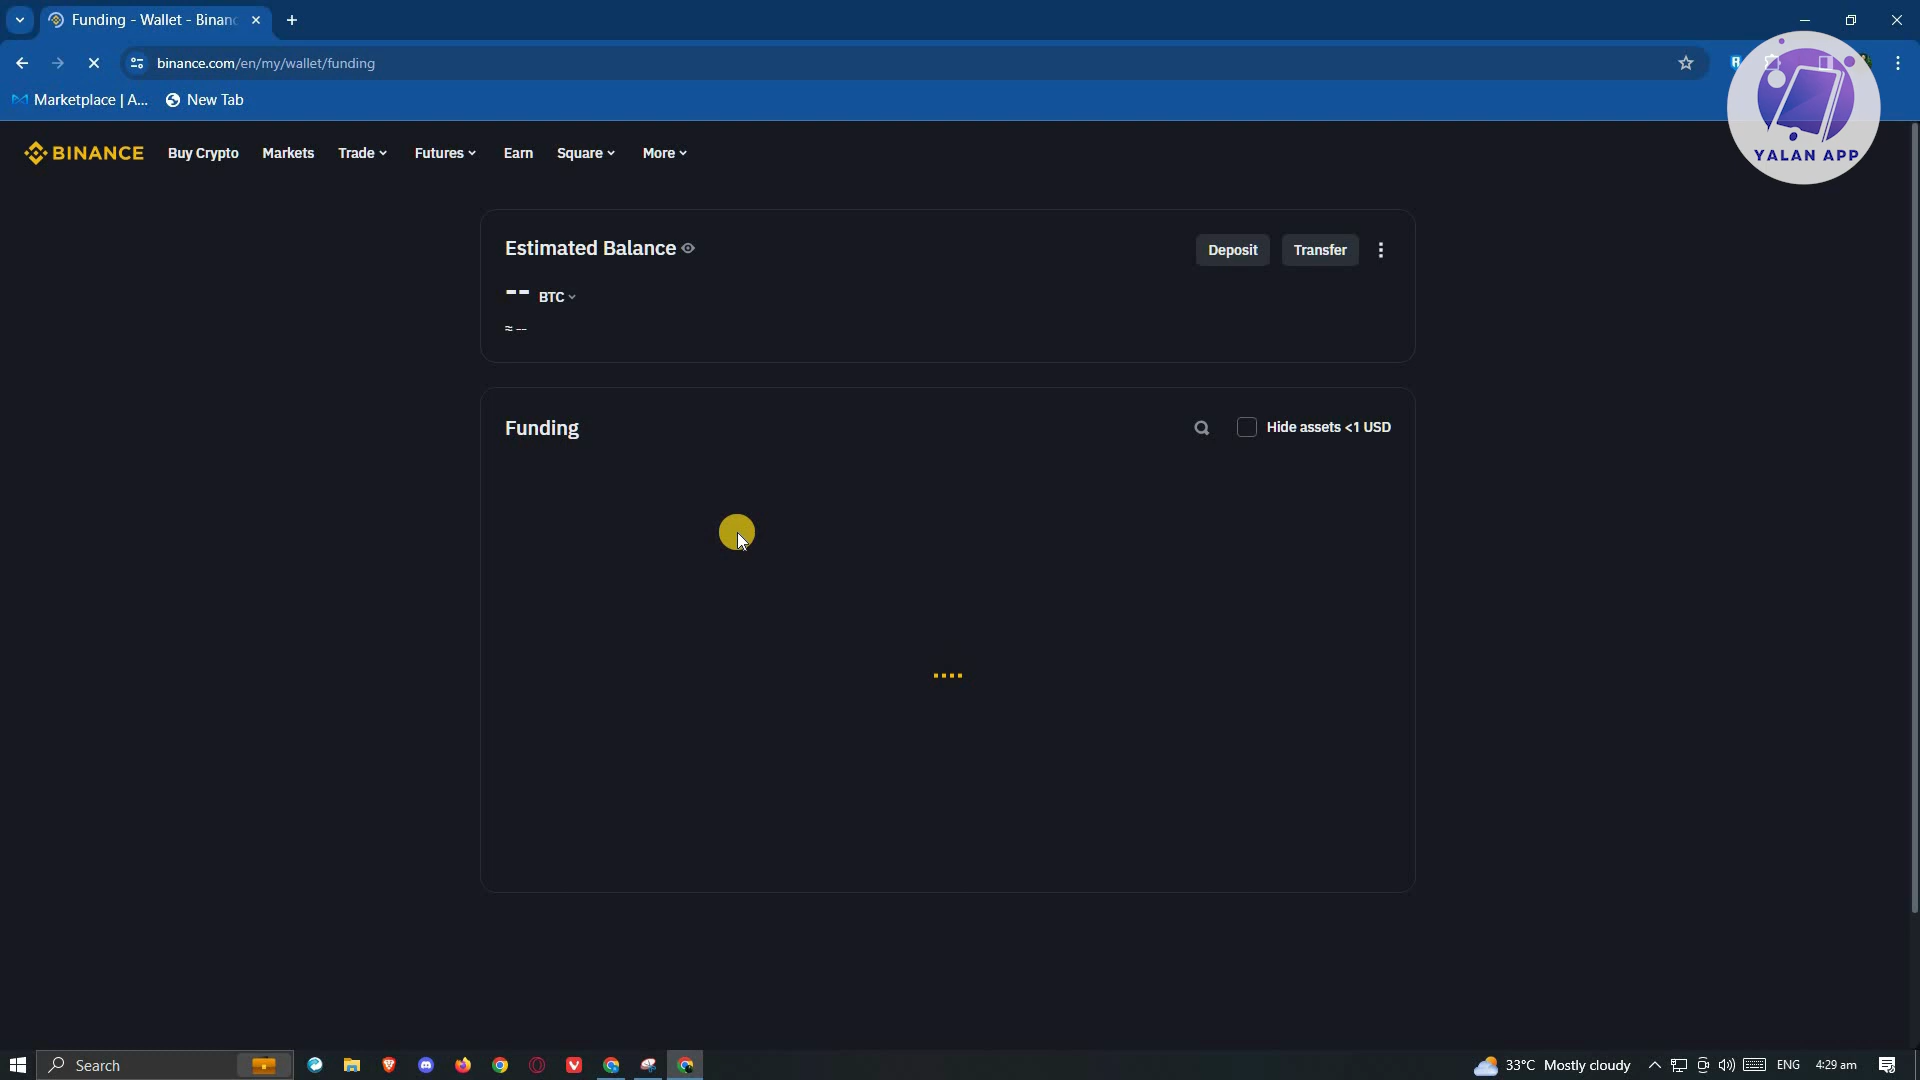 Funding - Wallet - Binanc
binance.com/en/my/wallet/funding
Marketplace | A... New Tab
YALAN APP
BINANCE Buy Crypto Markets Trade Futures Earn Square More
Estimated Balance Deposit Transfer
-- BTC
≈ --
Funding Hide assets <1 USD
Search 33°C Mostly cloudy ENG 4:29 am